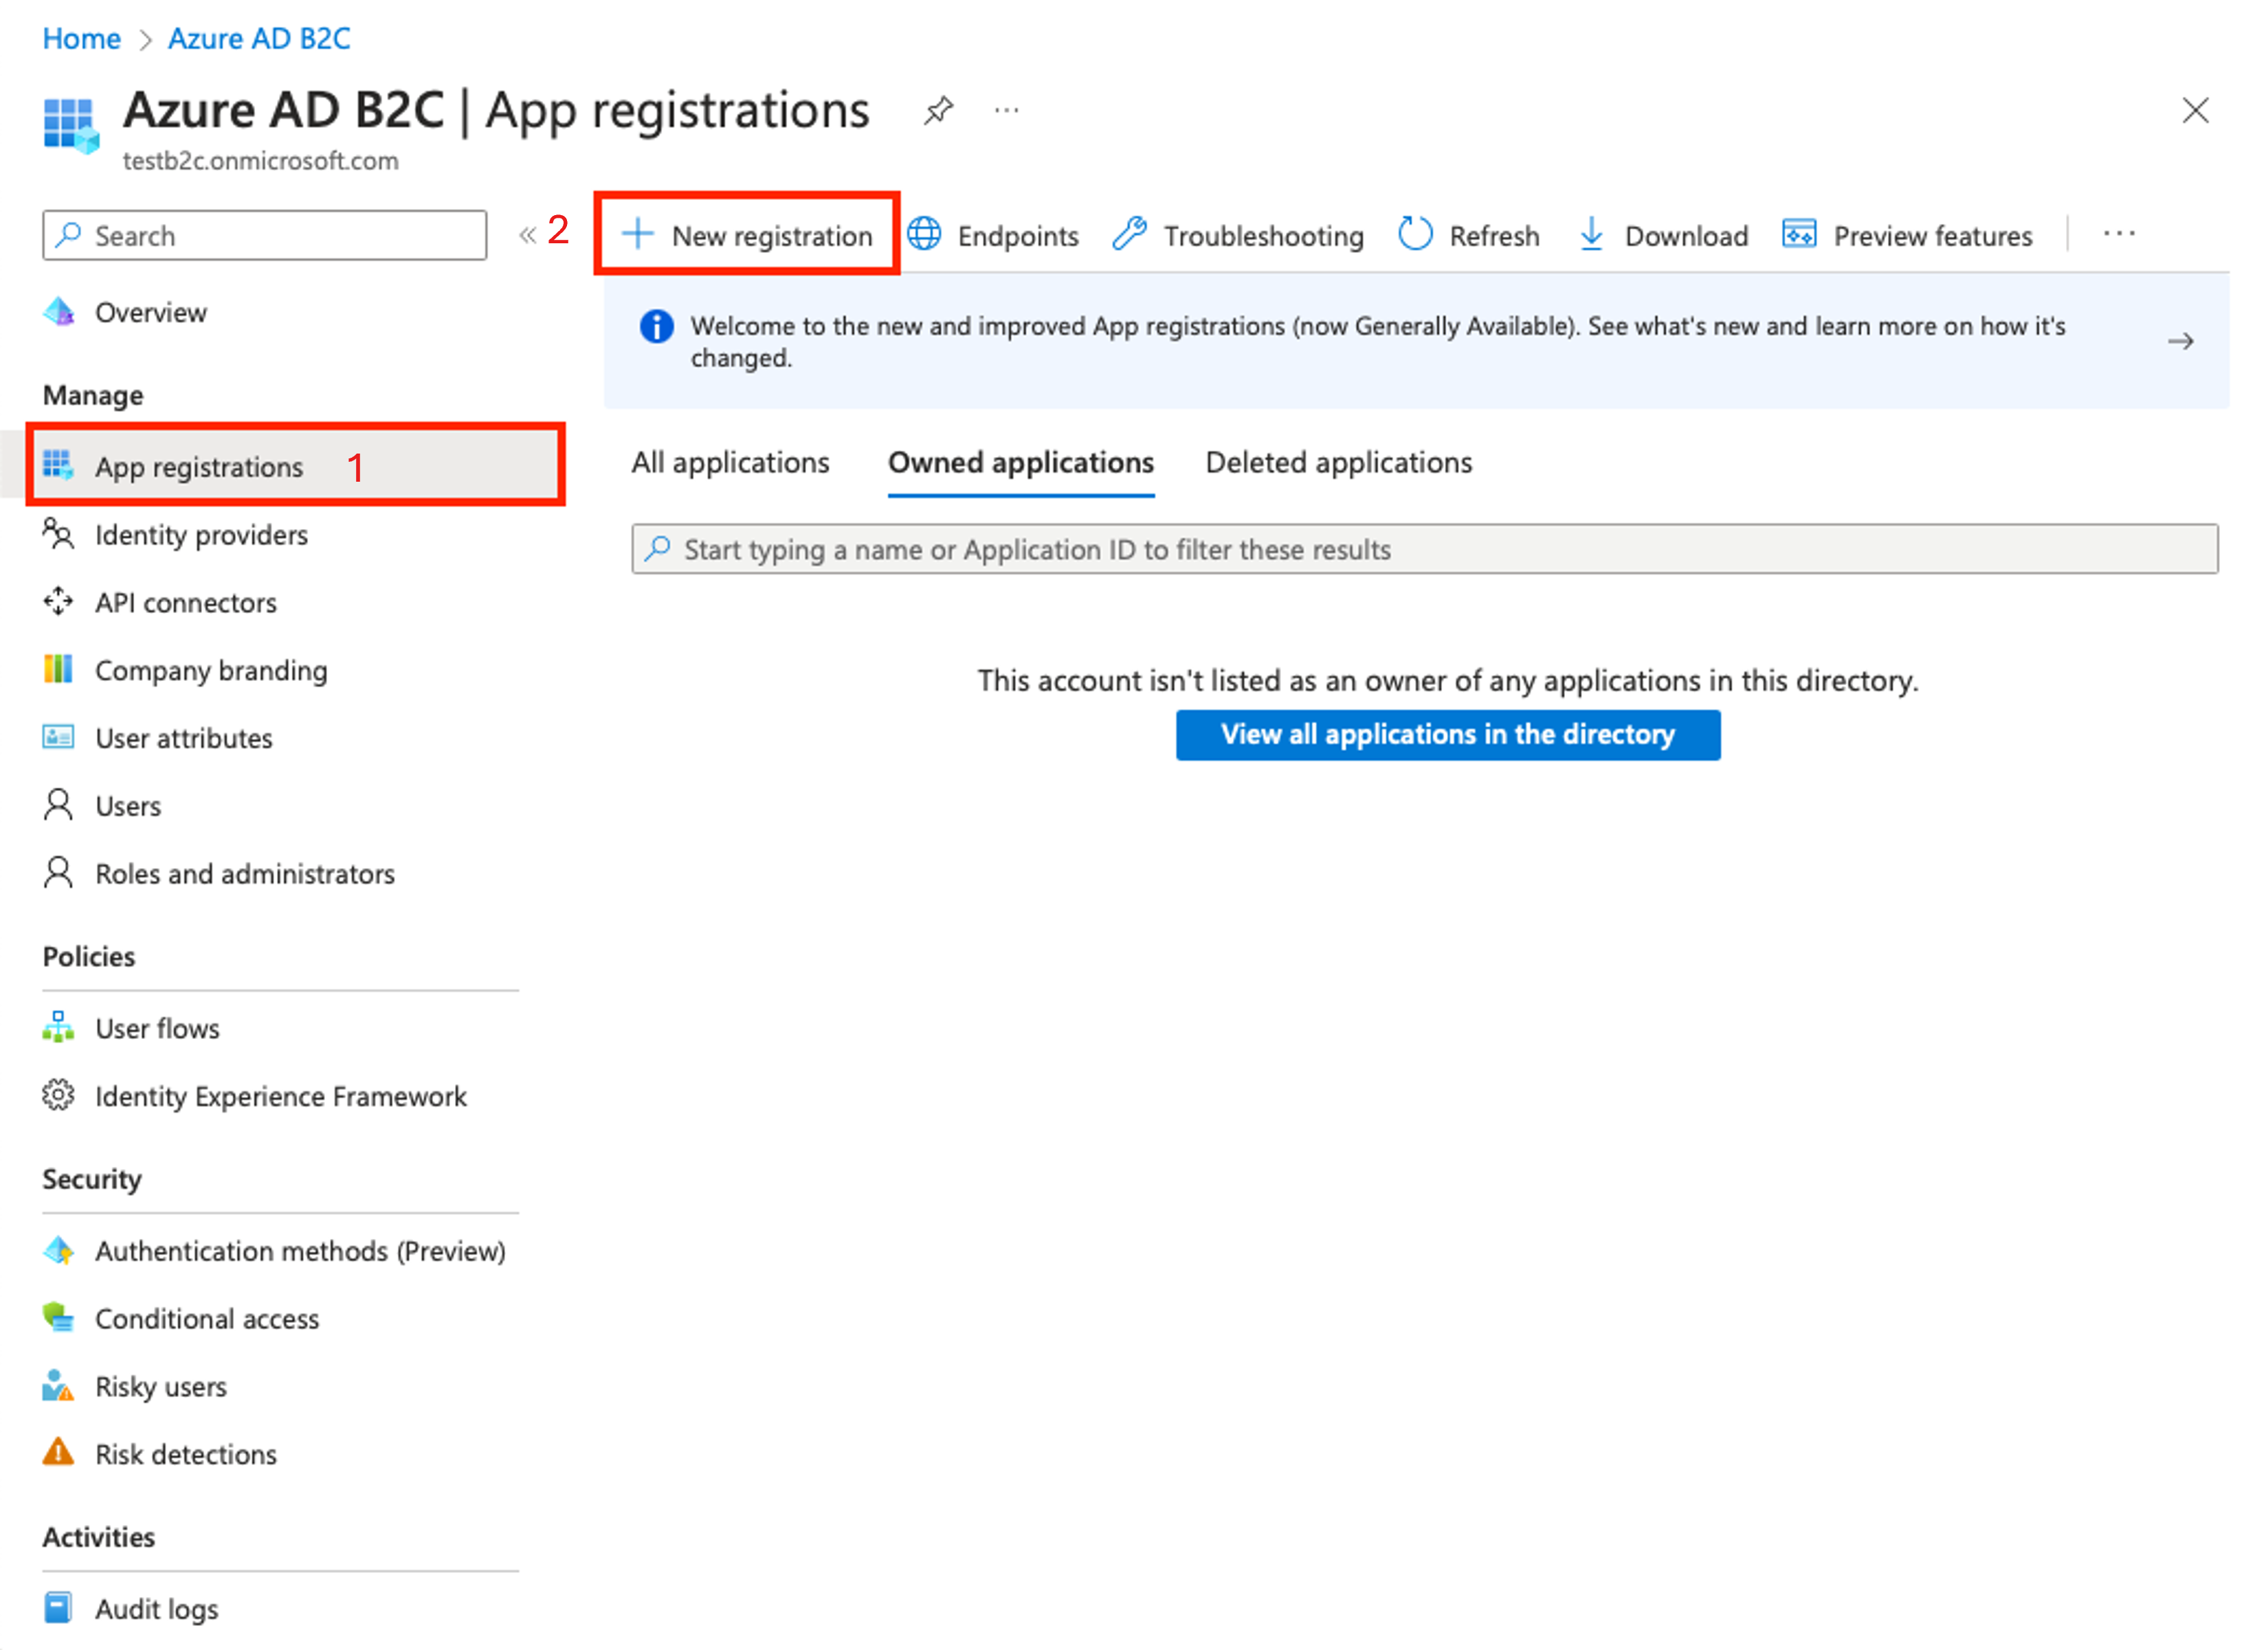 Home > Azure AD B2C
Azure AD B2C | App registrations
testb2c.onmicrosoft.com
Search
2
New registration
Endpoints
Troubleshooting
Refresh
Download
Preview features
Overview
Manage
App registrations 1
Identity providers
API connectors
Company branding
User attributes
Users
Roles and administrators
Policies
User flows
Identity Experience Framework
Security
Authentication methods (Preview)
Conditional access
Risky users
Risk detections
Activities
Audit logs
Welcome to the new and improved App registrations (now Generally Available). See what's new and learn more on how it's
changed.
All applications
Owned applications
Deleted applications
Start typing a name or Application ID to filter these results
This account isn't listed as an owner of any applications in this directory.
View all applications in the directory